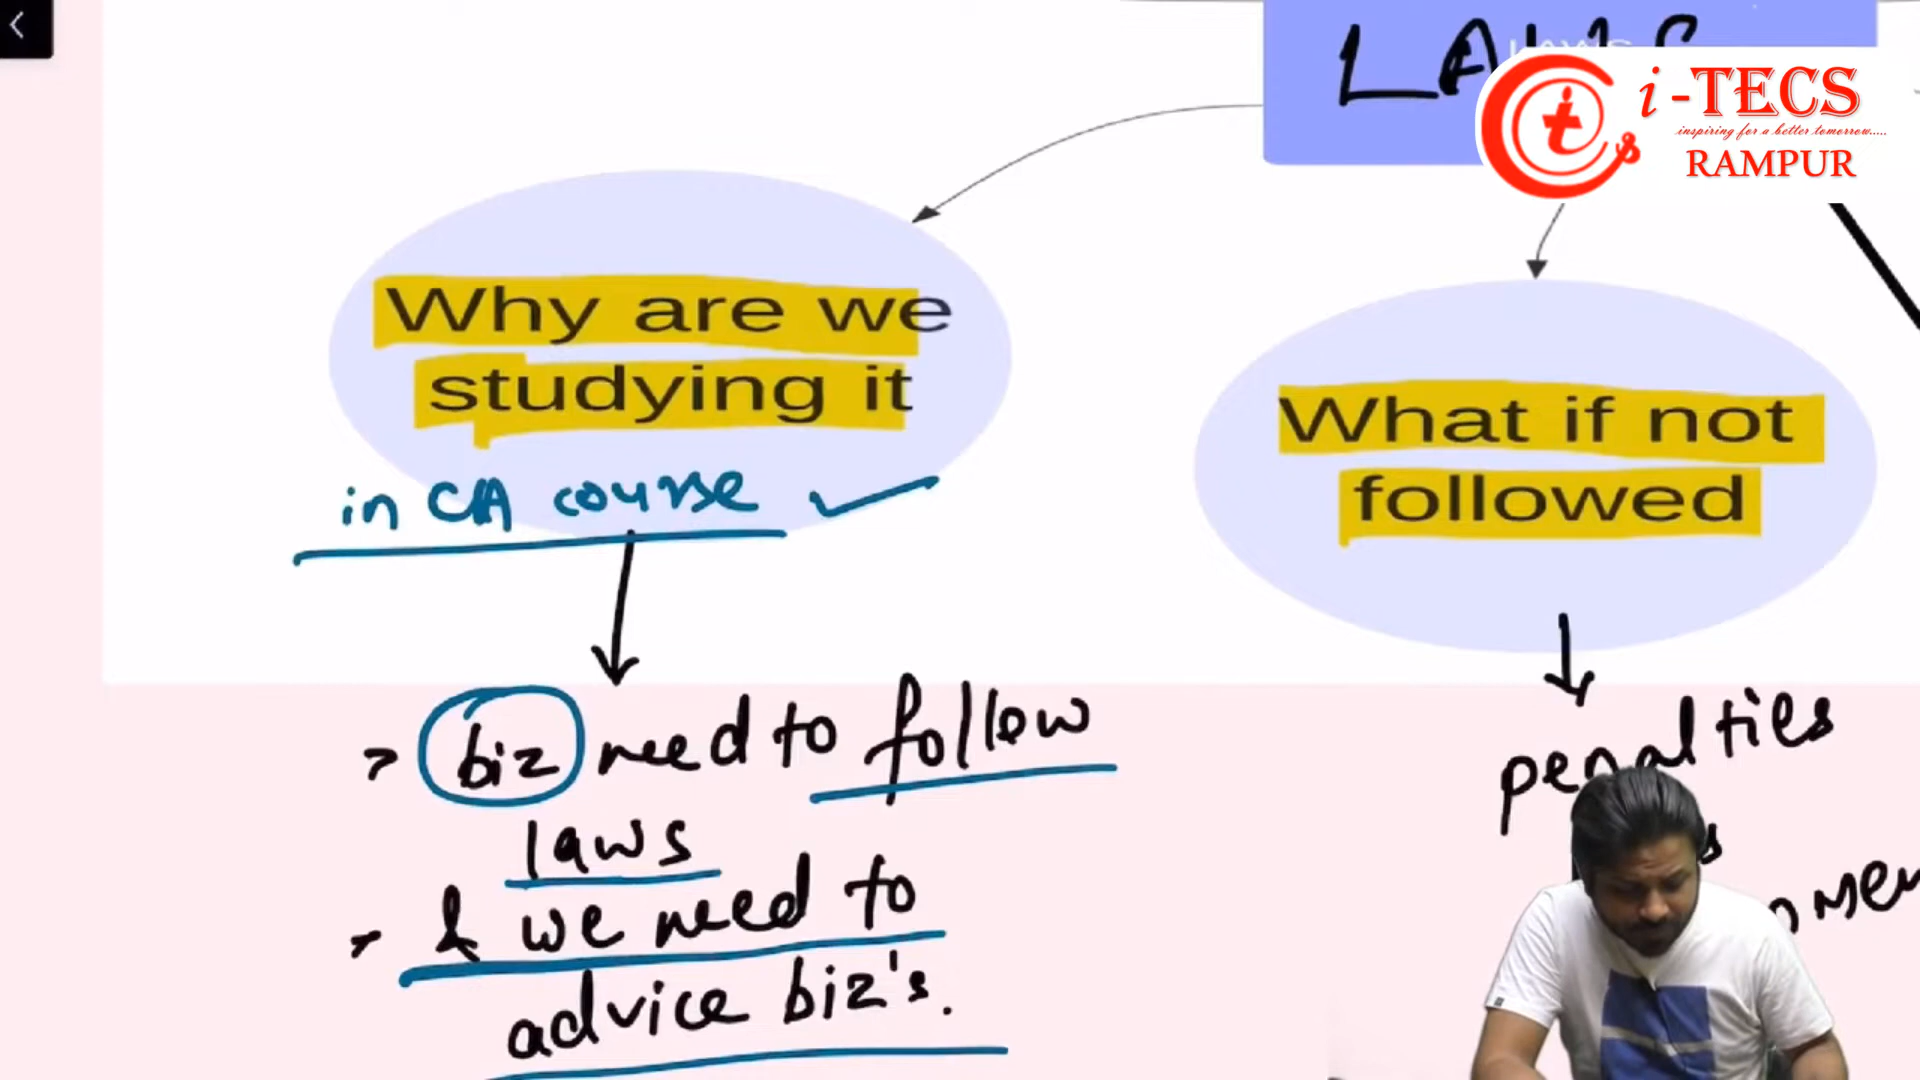 LAWS
i-TECS
inspiring for a better tomorrow.....
RAMPUR
Why are we
studying it
in CA course
biz need to follow
laws
& we need to
advice biz's.
What if not
followed
penalties